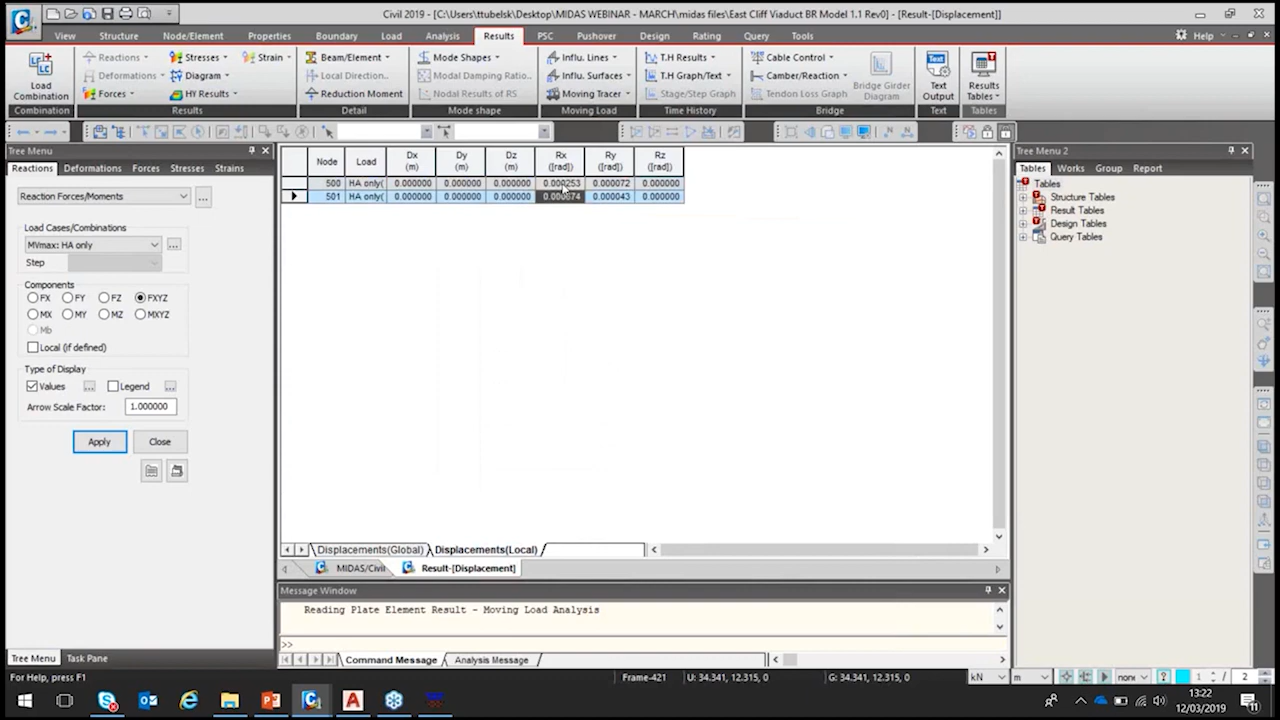 Civil 2019 - [C:\Users\ttubelsk\Desktop\MIDAS WEBINAR - MARCH\midas files\East Cliff Viaduct BR Model 1.1 Rev0] - [Result-[Displacement]]
View Structure Node/Element Properties Boundary Load Analysis Results PSC Pushover Design Rating Query Tools Help
Load
Combination
Combination
Reactions Stresses Strain
Deformations Diagram
Forces HY Results
Results
Beam/Element
Local Direction..
Reduction Moment
Detail
Mode Shapes
Modal Damping Ratio..
Nodal Results of RS
Mode shape
Influ. Lines
Influ. Surfaces
Moving Tracer
Moving Load
T.H Results
T.H Graph/Text
Stage/Step Graph
Time History
Cable Control
Camber/Reaction
Tendon Loss Graph
Bridge Girder
Diagram
Bridge
Text
Output
Text
Results
Tables
Tables
Tree Menu
Reactions Deformations Forces Stresses Strains
Reaction Forces/Moments ...
Load Cases/Combinations
MVmax: HA only ...
Step
Components
FX FY FZ FXYZ
MX MY MZ MXYZ
Mb
Local (if defined)
Type of Display
Values ... Legend ...
Arrow Scale Factor: 1.000000
Apply Close
Tree Menu Task Pane
Node Load Dx (m) Dy (m) Dz (m) Rx ([rad]) Ry ([rad]) Rz ([rad])
500 HA only( 0.000000 0.000000 0.000000 0.000253 0.000072 0.000000
501 HA only( 0.000000 0.000000 0.000000 0.000674 0.000043 0.000000
Displacements(Global) Displacements(Local)
MIDAS/Civil Result-[Displacement]
Message Window
Reading Plate Element Result - Moving Load Analysis
>>
Command Message Analysis Message
Tree Menu 2
Tables Works Group Report
Tables
Structure Tables
Result Tables
Design Tables
Query Tables
For Help, press F1 Frame-421 U: 34.341, 12.315, 0 G: 34.341, 12.315, 0 kN m none 1 / 2
13:22
12/03/2019
11